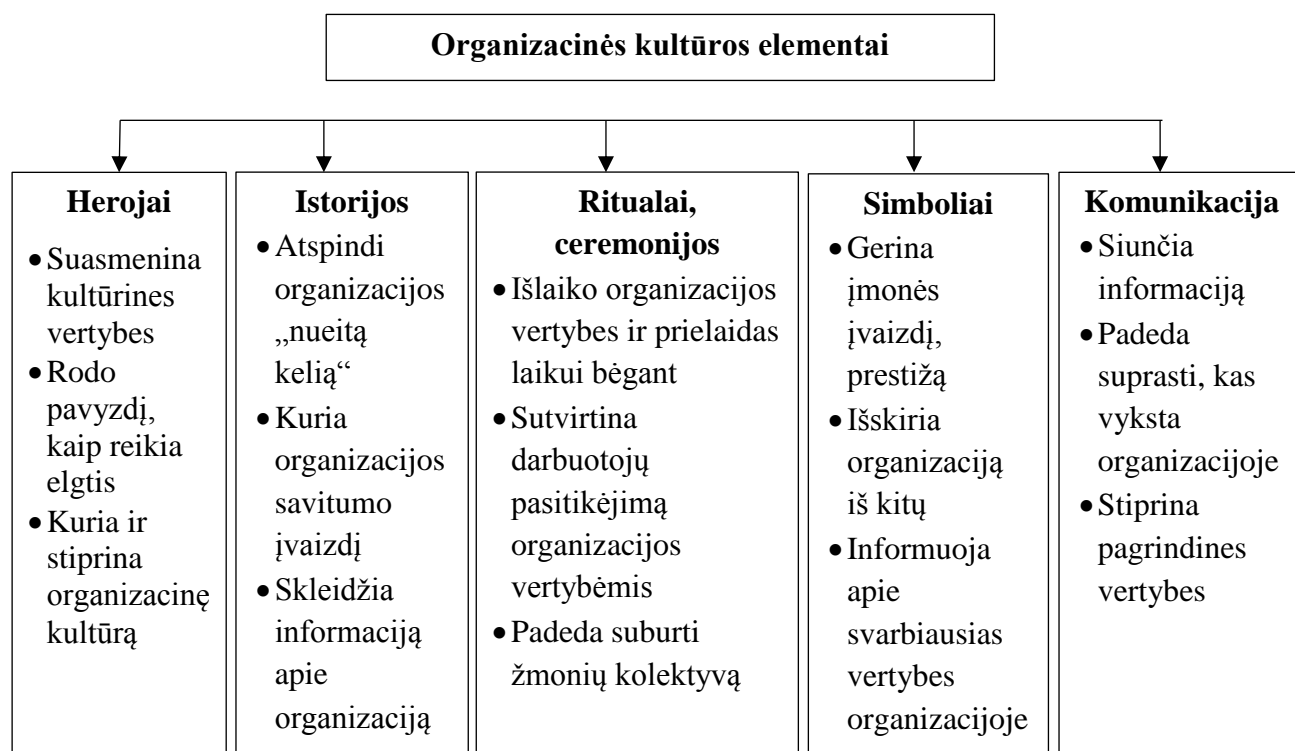 Organizacinės kultūros elementai
Herojai
• Suasmenina
kultūrines
vertybes
• Rodo
pavyzdį,
kaip reikia
elgtis
• Kuria ir
stiprina
organizacinę
kultūrą
Istorijos
• Atspindi
organizacijos
„nueitą
kelią“
• Kuria
organizacijos
savitumo
įvaizdį
• Skleidžia
informaciją
apie
organizaciją
Ritualai,
ceremonijos
• Išlaiko organizacijos
vertybes ir prielaidas
laikui bėgant
• Sutvirtina
darbuotojų
pasitikėjimą
organizacijos
vertybėmis
• Padeda suburti
žmonių kolektyvą
Simboliai
• Gerina
įmonės
įvaizdį,
prestižą
• Išskiria
organizaciją
iš kitų
• Informuoja
apie
svarbiausias
vertybes
organizacijoje
Komunikacija
• Siunčia
informaciją
• Padeda
suprasti, kas
vyksta
organizacijoje
• Stiprina
pagrindines
vertybes